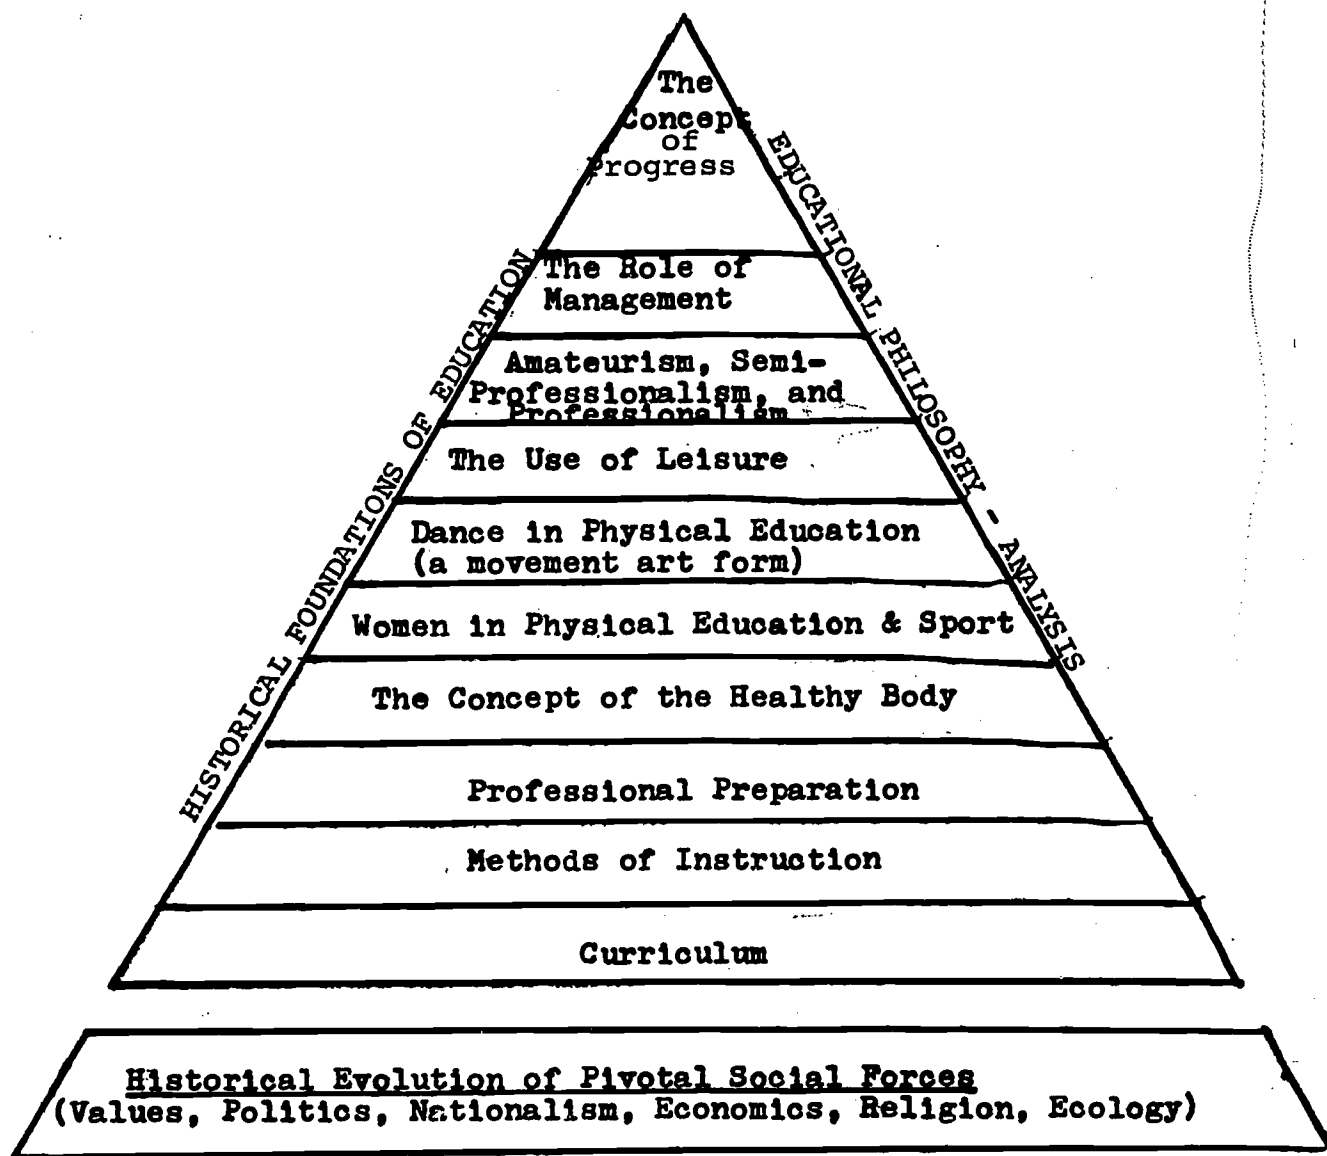 The
Concept
of
Progress
EDUCATIONAL PHILOSOPHY - ANALYSIS
HISTORICAL FOUNDATIONS OF EDUCATION
The Role of
Management
Amateurism, Semi-
Professionalism, and
Professionalism
The Use of Leisure
Dance in Physical Education
(a movement art form)
Women in Physical Education & Sport
The Concept of the Healthy Body
Professional Preparation
Methods of Instruction
Curriculum
Historical Evolution of Pivotal Social Forces
(Values, Politics, Nationalism, Economics, Religion, Ecology)